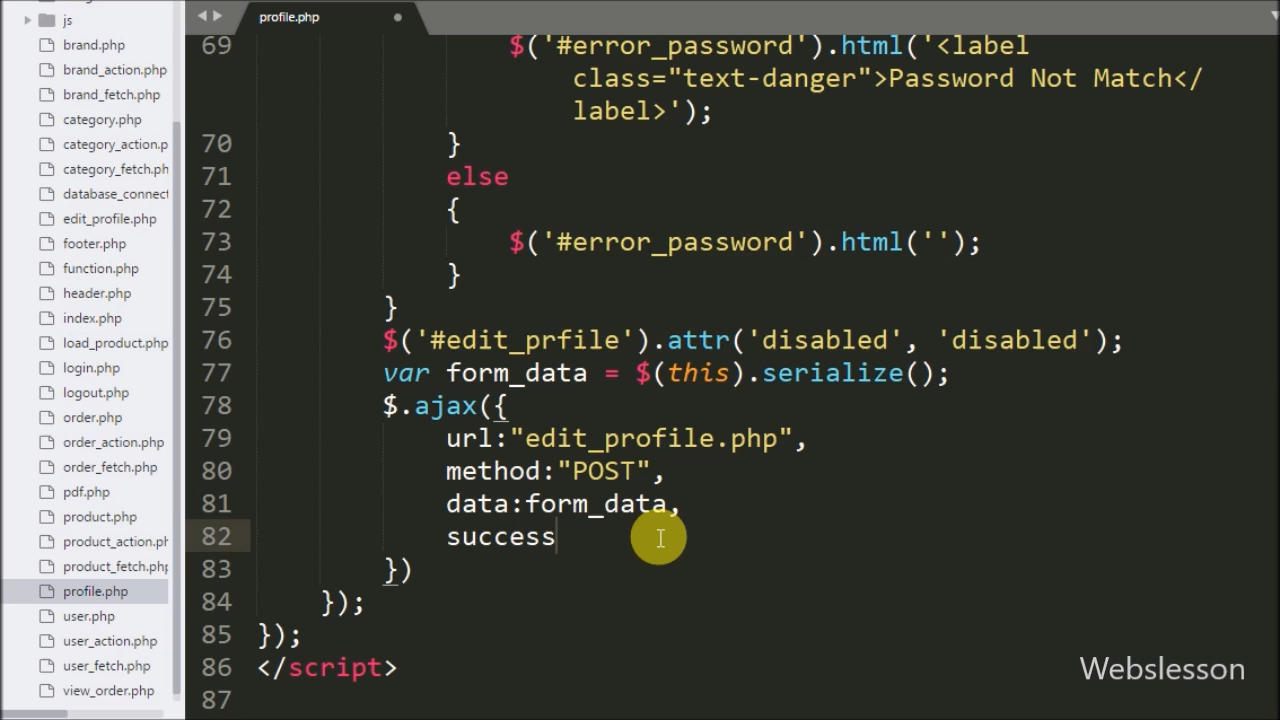 js
brand.php
brand_action.php
brand_fetch.php
category.php
category_action.p
category_fetch.ph
database_connect
edit_profile.php
footer.php
function.php
header.php
index.php
load_product.php
login.php
logout.php
order.php
order_action.php
order_fetch.php
pdf.php
product.php
product_action.ph
product_fetch.php
profile.php
user.php
user_action.php
user_fetch.php
view_order.php
profile.php
69 $('#error_password').html('<label
class="text-danger">Password Not Match</
label>');
70 }
71 else
72 {
73 $('#error_password').html('');
74 }
75 }
76 $('#edit_prfile').attr('disabled', 'disabled');
77 var form_data = $(this).serialize();
78 $.ajax({
79 url:"edit_profile.php",
80 method:"POST",
81 data:form_data,
82 success
83 })
84 });
85 });
86 </script>
87
Webslesson